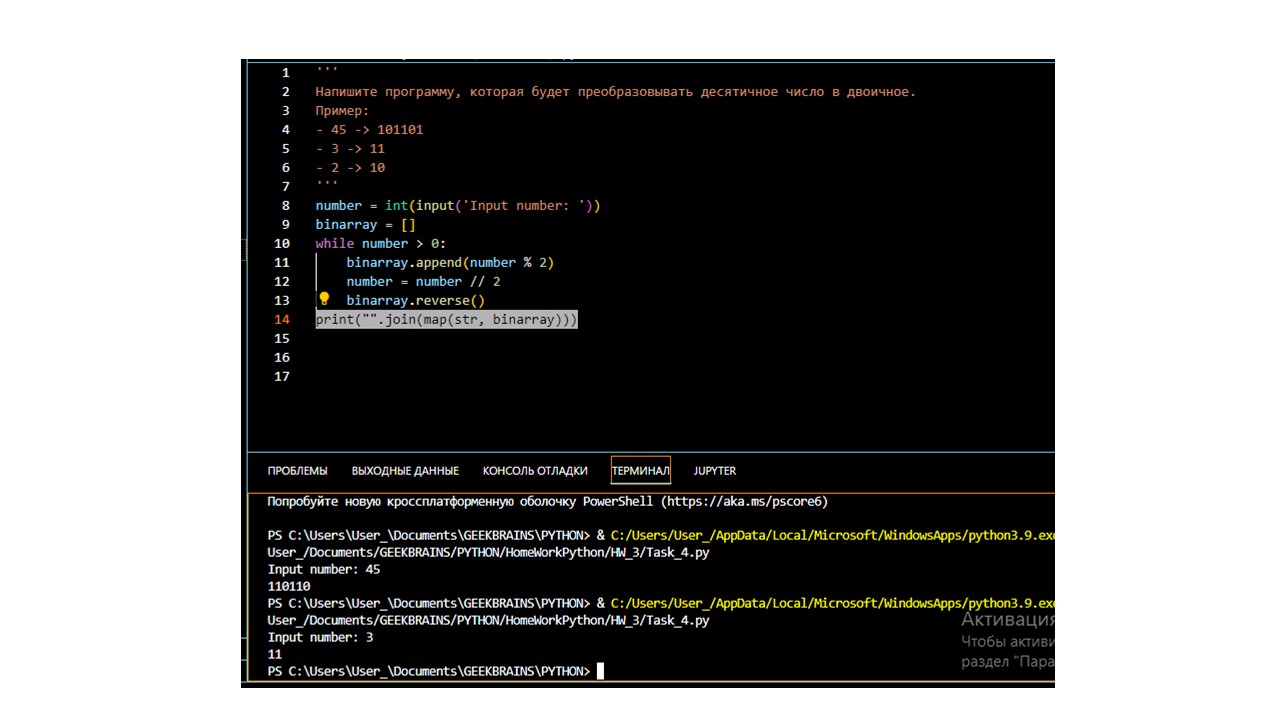 1 '''
2 Напишите программу, которая будет преобразовывать десятичное число в двоичное.
3 Пример:
4 - 45 -> 101101
5 - 3 -> 11
6 - 2 -> 10
7 '''
8 number = int(input('Input number: '))
9 binarray = []
10 while number > 0:
11     binarray.append(number % 2)
12     number = number // 2
13     binarray.reverse()
14 print("".join(map(str, binarray)))
15
16
17
ПРОБЛЕМЫ ВЫХОДНЫЕ ДАННЫЕ КОНСОЛЬ ОТЛАДКИ ТЕРМИНАЛ JUPYTER
Попробуйте новую кроссплатформенную оболочку PowerShell (https://aka.ms/pscore6)
PS C:\Users\User_\Documents\GEEKBRAINS\PYTHON> & C:/Users/User_/AppData/Local/Microsoft/WindowsApps/python3.9.exe
User_/Documents/GEEKBRAINS/PYTHON/HomeWorkPython/HW_3/Task_4.py
Input number: 45
110110
PS C:\Users\User_\Documents\GEEKBRAINS\PYTHON> & C:/Users/User_/AppData/Local/Microsoft/WindowsApps/python3.9.exe
User_/Documents/GEEKBRAINS/PYTHON/HomeWorkPython/HW_3/Task_4.py
Input number: 3
11
PS C:\Users\User_\Documents\GEEKBRAINS\PYTHON>
Активация
Чтобы активи
раздел "Пара